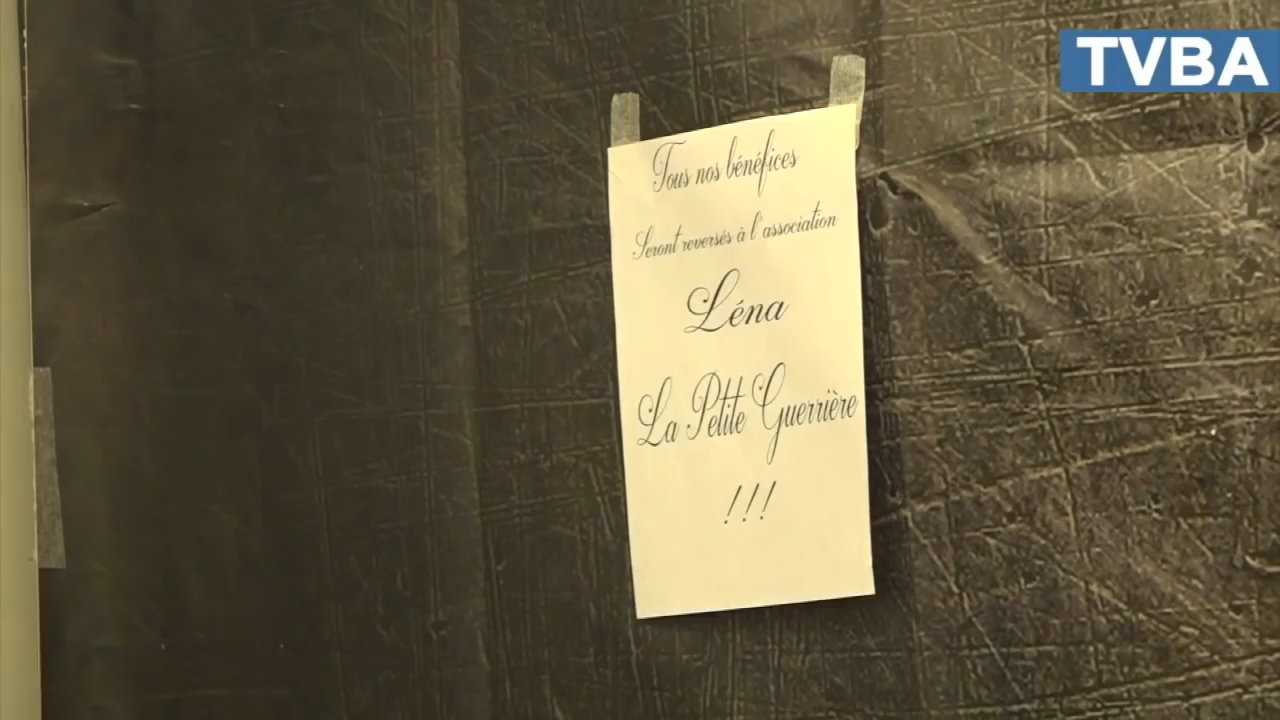 TVBA
Tous nos bénéfices
Seront reversés à l'association
Léna
La Petite Guerrière
!!!